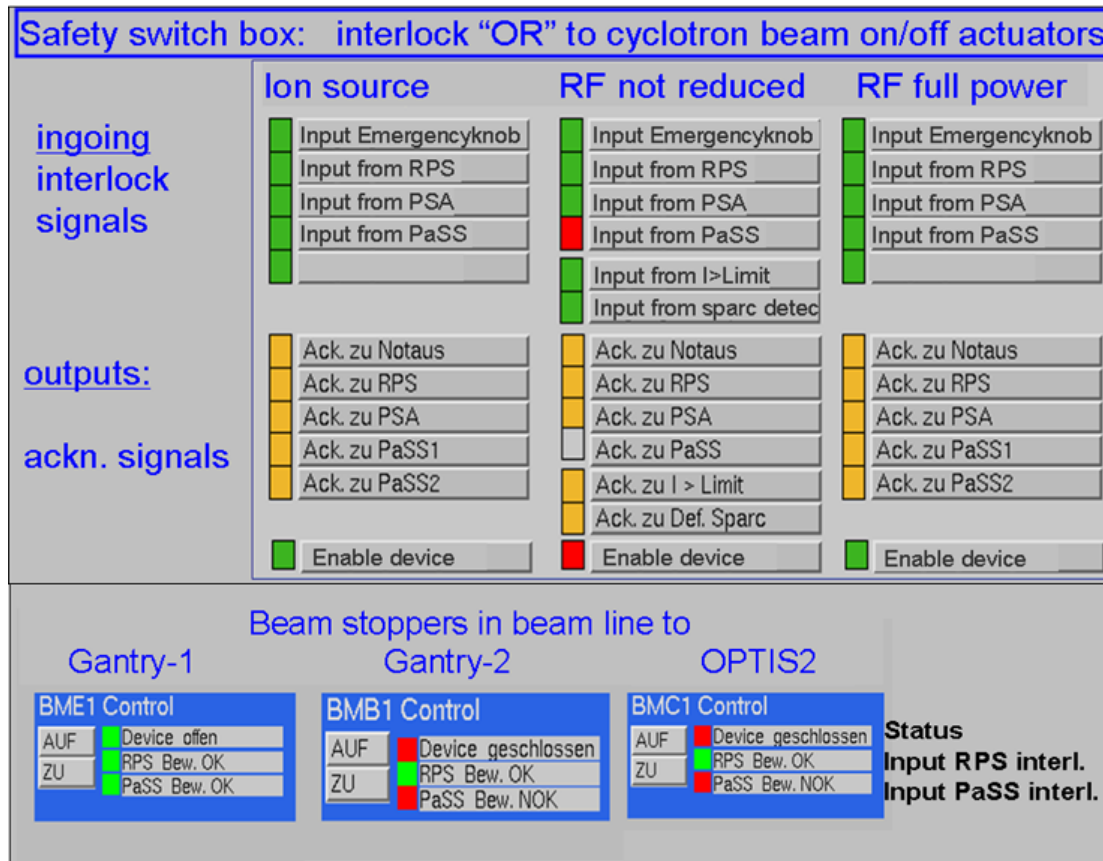 Safety switch box: interlock “OR” to cyclotron beam on/off actuators
Ion source
RF not reduced
RF full power
ingoing
interlock
signals
Input Emergencyknob
Input from RPS
Input from PSA
Input from PaSS
Input Emergencyknob
Input from RPS
Input from PSA
Input from PaSS
Input from I>Limit
Input from sparc detec
Input Emergencyknob
Input from RPS
Input from PSA
Input from PaSS
outputs:
ackn. signals
Ack. zu Notaus
Ack. zu RPS
Ack. zu PSA
Ack. zu PaSS1
Ack. zu PaSS2
Enable device
Ack. zu Notaus
Ack. zu RPS
Ack. zu PSA
Ack. zu PaSS
Ack. zu I > Limit
Ack. zu Def. Sparc
Enable device
Ack. zu Notaus
Ack. zu RPS
Ack. zu PSA
Ack. zu PaSS1
Ack. zu PaSS2
Enable device
Beam stoppers in beam line to
Gantry-1
Gantry-2
OPTIS2
BME1 Control
AUF
ZU
Device offen
RPS Bew. OK
PaSS Bew. OK
BMB1 Control
AUF
ZU
Device geschlossen
RPS Bew. OK
PaSS Bew. NOK
BMC1 Control
AUF
ZU
Device geschlossen
RPS Bew. OK
PaSS Bew. NOK
Status
Input RPS interl.
Input PaSS interl.